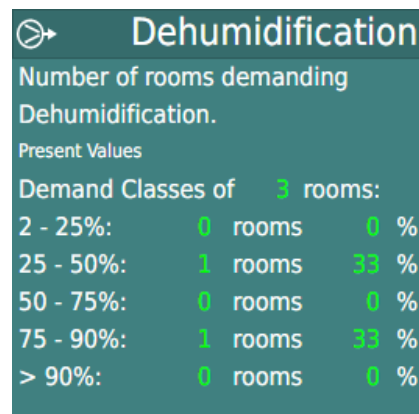 Dehumidification
Number of rooms demanding
Dehumidification.
Present Values
Demand Classes of 3 rooms:
2 - 25%: 0 rooms 0 %
25 - 50%: 1 rooms 33 %
50 - 75%: 0 rooms 0 %
75 - 90%: 1 rooms 33 %
> 90%: 0 rooms 0 %